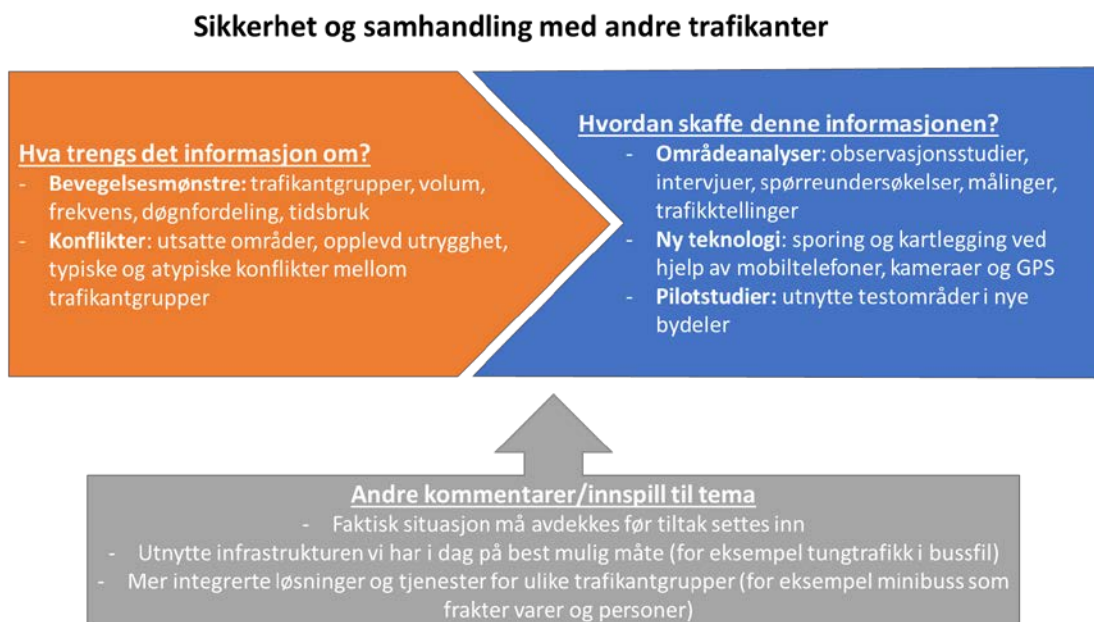 Sikkerhet og samhandling med andre trafikanter
Hva trengs det informasjon om?
- Bevegelsesmønstre: trafikantgrupper, volum,
frekvens, døgnfordeling, tidsbruk
- Konflikter: utsatte områder, opplevd utrygghet,
typiske og atypiske konflikter mellom
trafikantgrupper
Hvordan skaffe denne informasjonen?
- Områdeanalyser: observasjonsstudier,
intervjuer, spørreundersøkelser, målinger,
trafikktellinger
- Ny teknologi: sporing og kartlegging ved
hjelp av mobiltelefoner, kameraer og GPS
- Pilotstudier: utnytte testområder i nye
bydeler
Andre kommentarer/innspill til tema
- Faktisk situasjon må avdekkes før tiltak settes inn
- Utnytte infrastrukturen vi har i dag på best mulig måte (for eksempel tungtrafikk i bussfil)
- Mer integrerte løsninger og tjenester for ulike trafikantgrupper (for eksempel minibuss som
frakter varer og personer)